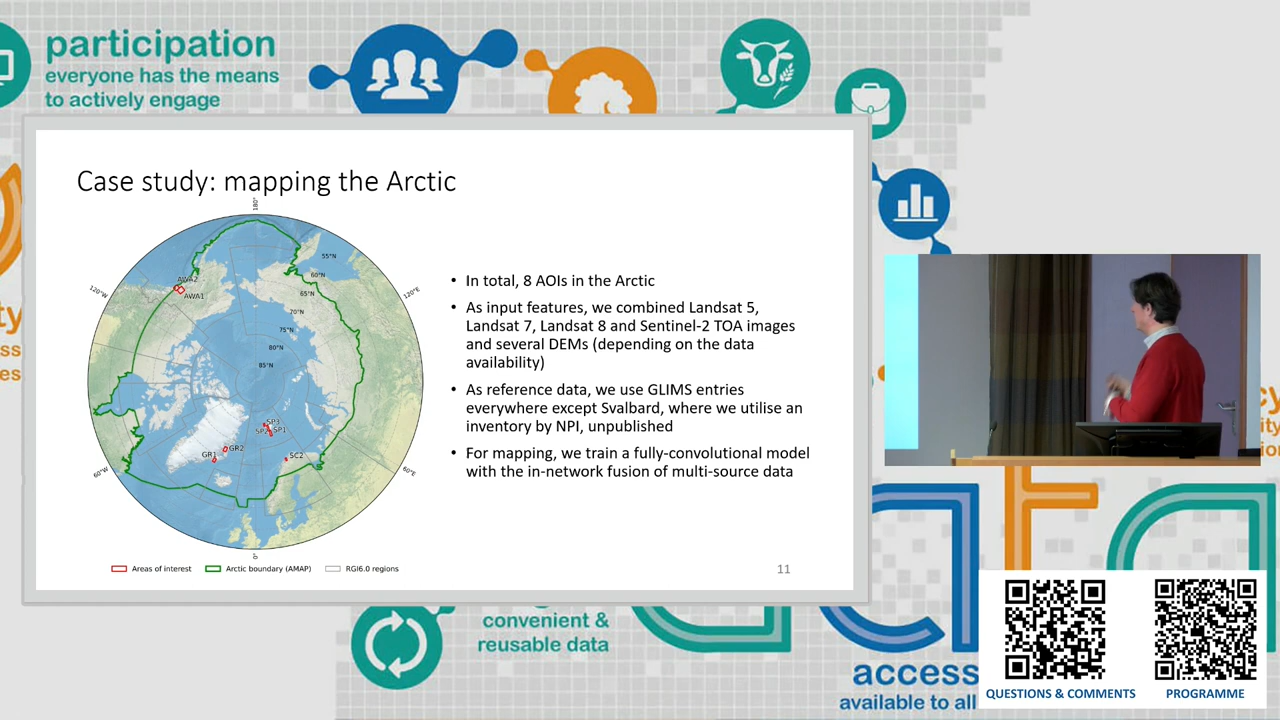 participation
everyone has the means
to actively engage
Case study: mapping the Arctic
180°
120°W
120°E
60°W
60°E
0°
55°N
60°N
65°N
70°N
75°N
80°N
85°N
AWA2
AWA1
SP3
SP2
SP1
GR2
GR1
SC2
Areas of interest
Arctic boundary (AMAP)
RGI6.0 regions
• In total, 8 AOIs in the Arctic
• As input features, we combined Landsat 5,
Landsat 7, Landsat 8 and Sentinel-2 TOA images
and several DEMs (depending on the data
availability)
• As reference data, we use GLIMS entries
everywhere except Svalbard, where we utilise an
inventory by NPI, unpublished
• For mapping, we train a fully-convolutional model
with the in-network fusion of multi-source data
11
convenient &
reusable data
access
available to all
QUESTIONS & COMMENTS
PROGRAMME